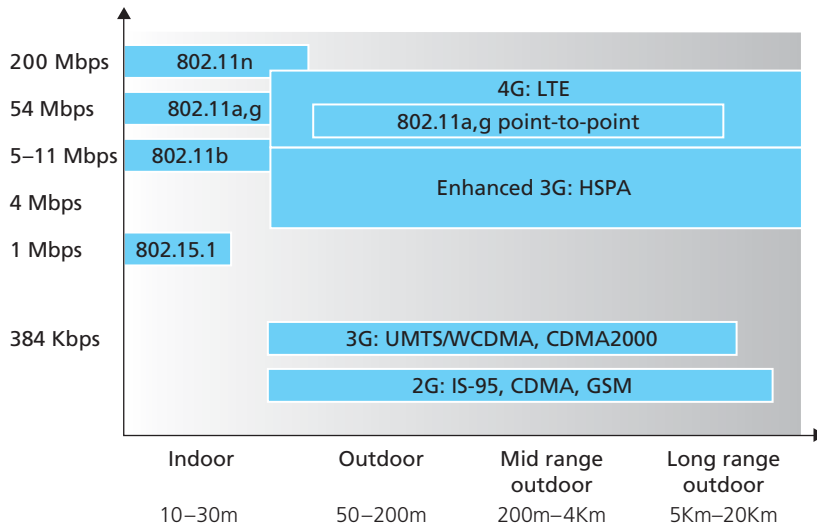 200 Mbps
802.11n
4G: LTE
54 Mbps
802.11a,g
802.11a,g point-to-point
5–11 Mbps
802.11b
Enhanced 3G: HSPA
4 Mbps
1 Mbps
802.15.1
384 Kbps
3G: UMTS/WCDMA, CDMA2000
2G: IS-95, CDMA, GSM
Indoor
Outdoor
Mid range
outdoor
Long range
outdoor
10–30m
50–200m
200m–4Km
5Km–20Km